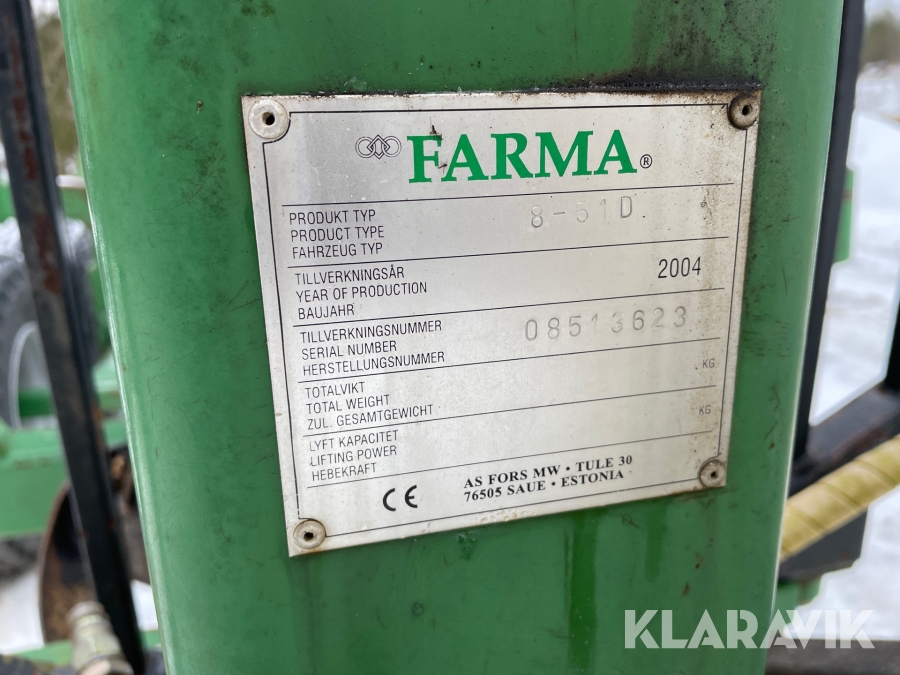 FARMA®
PRODUKT TYP
PRODUCT TYPE
FAHRZEUG TYP
8-51D
TILLVERKNINGSÅR
YEAR OF PRODUCTION
BAUJAHR
2004
TILLVERKNINGSNUMMER
SERIAL NUMBER
HERSTELLUNGSNUMMER
08513623
TOTALVIKT
TOTAL WEIGHT
ZUL. GESAMTGEWICHT
KG
LYFT KAPACITET
LIFTING POWER
HEBEKRAFT
KG
CE
AS FORS MW · TULE 30
76505 SAUE · ESTONIA
KLARAVIK